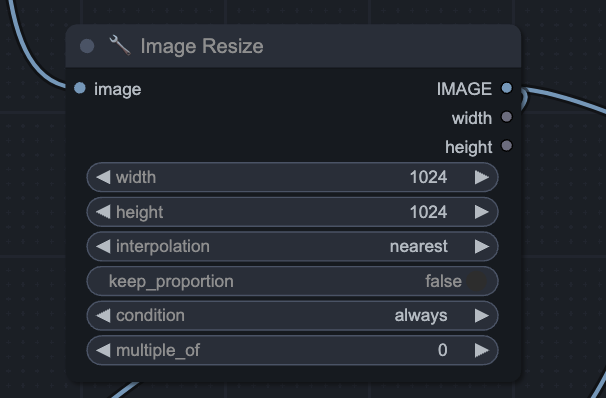 Image Resize
image IMAGE
width
height
width 1024
height 1024
interpolation nearest
keep_proportion false
condition always
multiple_of 0